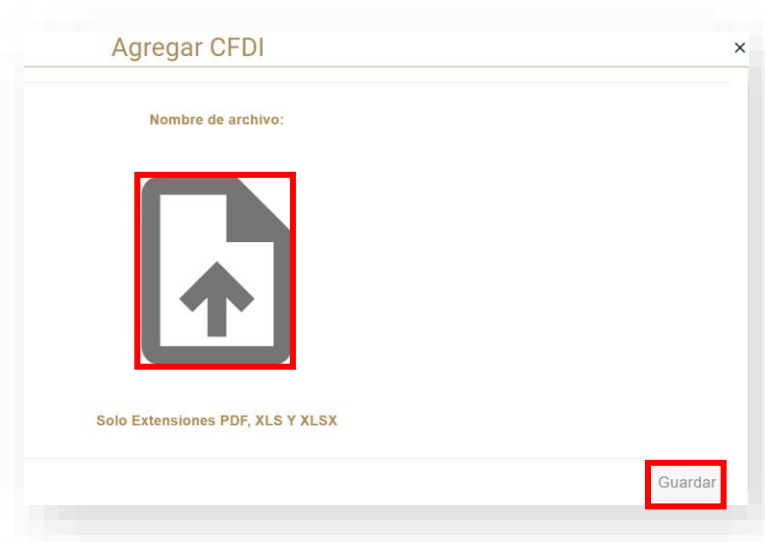 Agregar CFDI
×
Nombre de archivo:
Solo Extensiones PDF, XLS Y XLSX
Guardar